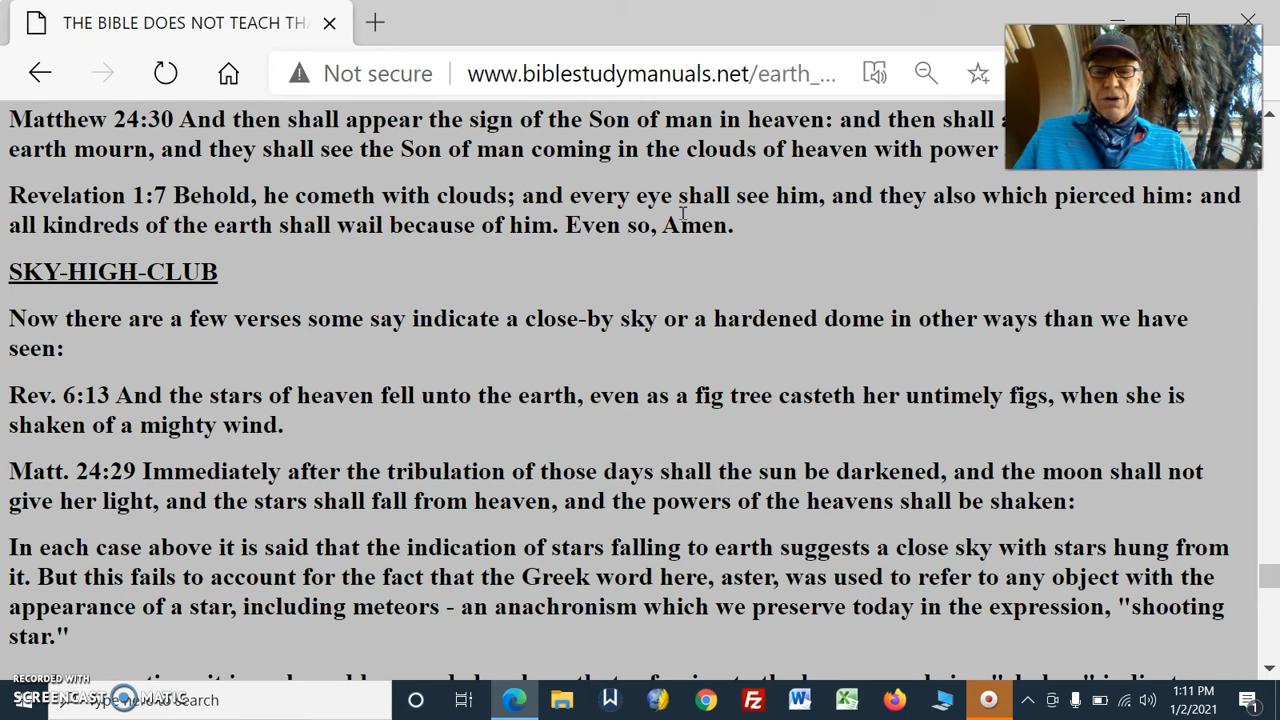 THE BIBLE DOES NOT TEACH THA
Not secure
www.biblestudymanuals.net/earth_...
Matthew 24:30 And then shall appear the sign of the Son of man in heaven: and then shall
earth mourn, and they shall see the Son of man coming in the clouds of heaven with power
Revelation 1:7 Behold, he cometh with clouds; and every eye shall see him, and they also which pierced him: and
all kindreds of the earth shall wail because of him. Even so, Amen.
SKY-HIGH-CLUB
Now there are a few verses some say indicate a close-by sky or a hardened dome in other ways than we have
seen:
Rev. 6:13 And the stars of heaven fell unto the earth, even as a fig tree casteth her untimely figs, when she is
shaken of a mighty wind.
Matt. 24:29 Immediately after the tribulation of those days shall the sun be darkened, and the moon shall not
give her light, and the stars shall fall from heaven, and the powers of the heavens shall be shaken:
In each case above it is said that the indication of stars falling to earth suggests a close sky with stars hung from
it. But this fails to account for the fact that the Greek word here, aster, was used to refer to any object with the
appearance of a star, including meteors - an anachronism which we preserve today in the expression, "shooting
star."
RECORDED WITH
SCREENCAST MATIC
Type here to search
1:11 PM
1/2/2021